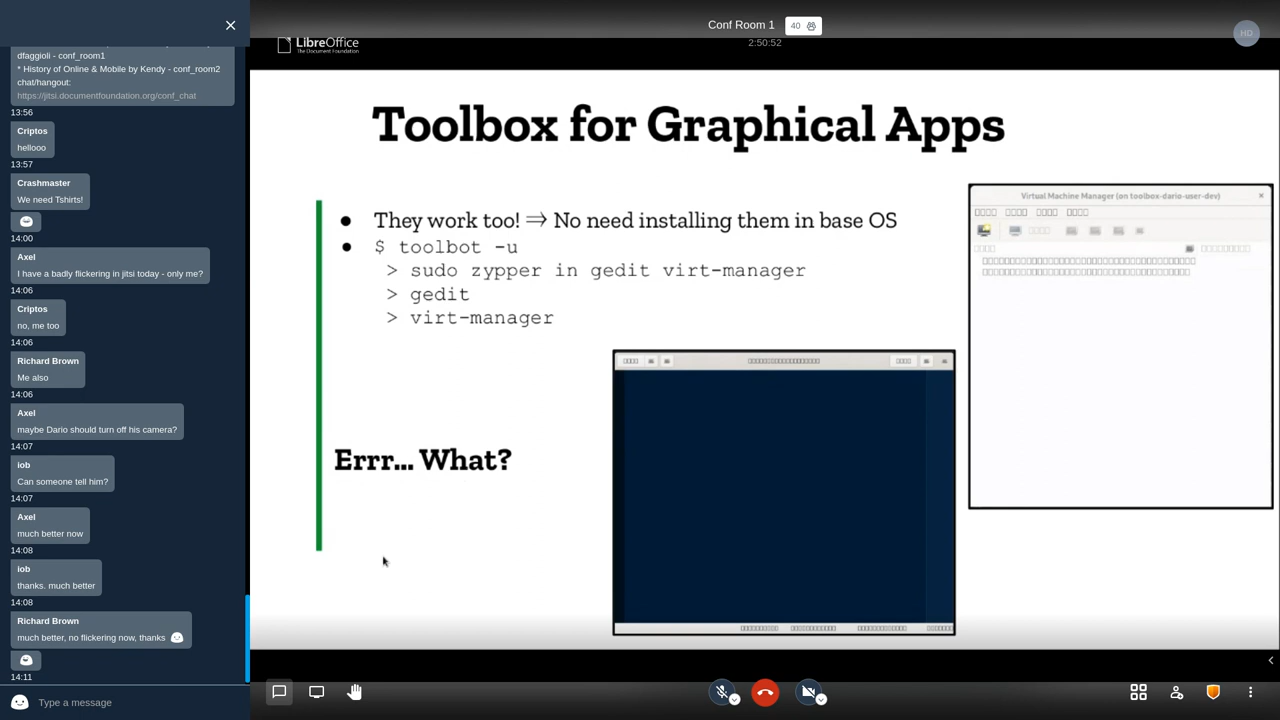 dfaggioli - conf_room1
* History of Online & Mobile by Kendy - conf_room2
chat/hangout:
https://jitsi.documentfoundation.org/conf_chat
13:56
Criptos
hellooo
13:57
Crashmaster
We need Tshirts!
14:00
Axel
I have a badly flickering in jitsi today - only me?
14:06
Criptos
no, me too
14:06
Richard Brown
Me also
14:06
Axel
maybe Dario should turn off his camera?
14:07
iob
Can someone tell him?
14:07
Axel
much better now
14:08
iob
thanks. much better
14:08
Richard Brown
much better, no flickering now, thanks
14:11
Type a message
Conf Room 1 40
2:50:52
HD
LibreOffice
The Document Foundation
Toolbox for Graphical Apps
● They work too! ⇒ No need installing them in base OS
● $ toolbot -u
> sudo zypper in gedit virt-manager
> gedit
> virt-manager
Errr... What?
Virtual Machine Manager (on toolbox-dario-user-dev)